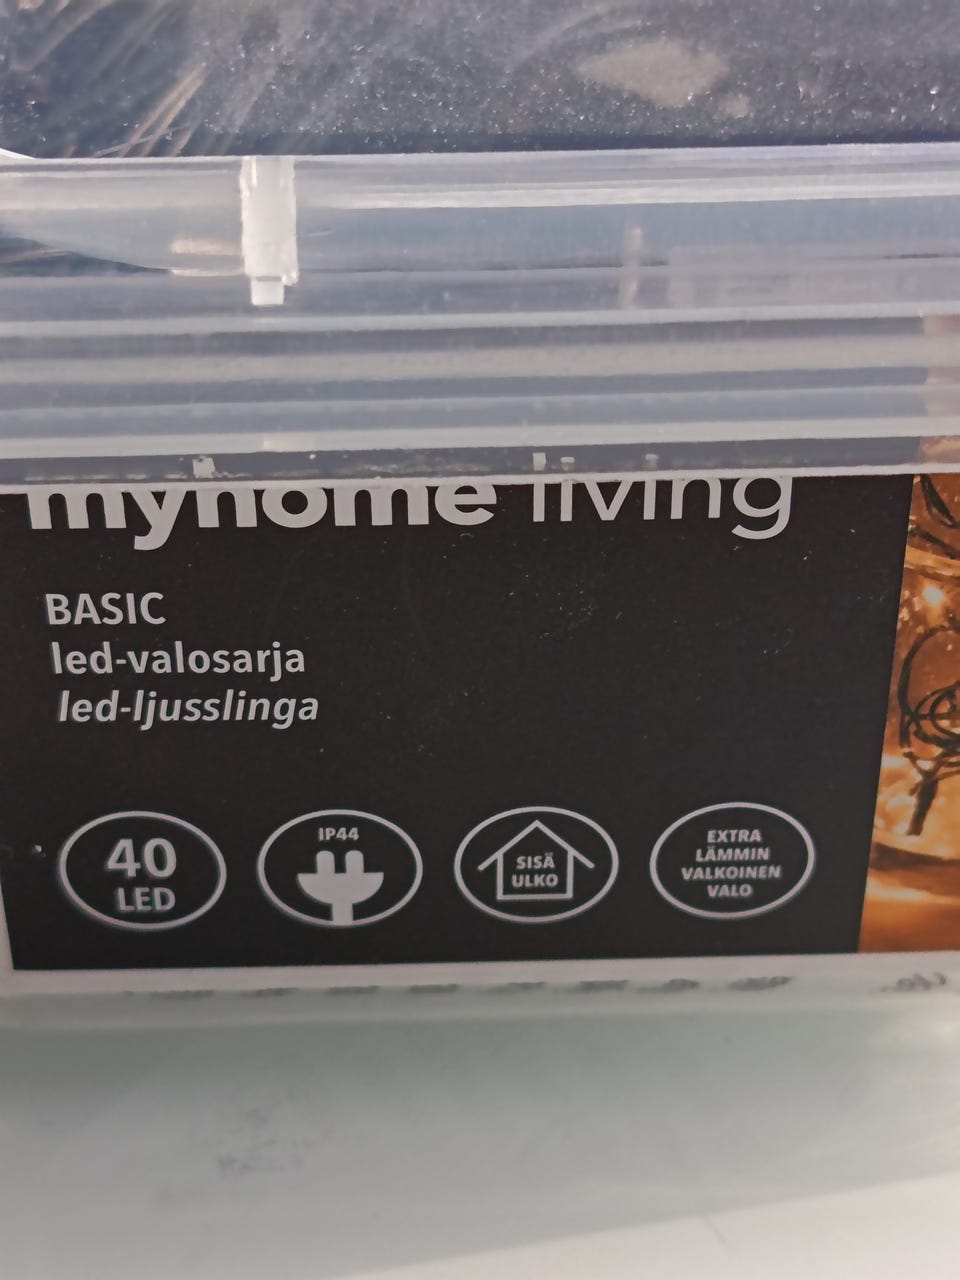 myhome living
BASIC
led-valosarja
led-ljusslinga
40
LED
IP44
SISÄ
ULKO
EXTRA
LÄMMIN
VALKOINEN
VALO